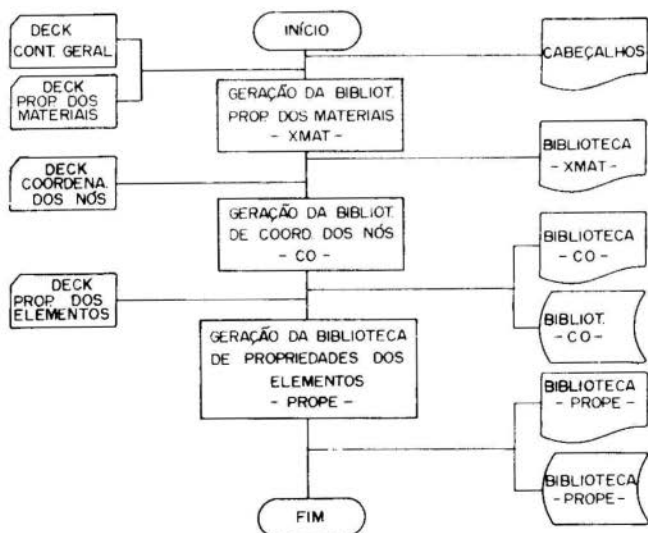 DECK
CONT. GERAL
INÍCIO
CABEÇALHOS
DECK
PROP. DOS
MATERIAIS
GERAÇÃO DA BIBLIOT.
PROP. DOS MATERIAIS
- XMAT -
BIBLIOTECA
- XMAT -
DECK
COORDENA.
DOS NÓS
GERAÇÃO DA BIBLIOT.
DE COORD. DOS NÓS
- CO -
BIBLIOTECA
- CO -
DECK
PROP. DOS
ELEMENTOS
BIBLIOT.
- CO -
GERAÇÃO DA BIBLIOTECA
DE PROPRIEDADES DOS
ELEMENTOS
- PROPE -
BIBLIOTECA
- PROPE -
BIBLIOTECA
- PROPE -
FIM